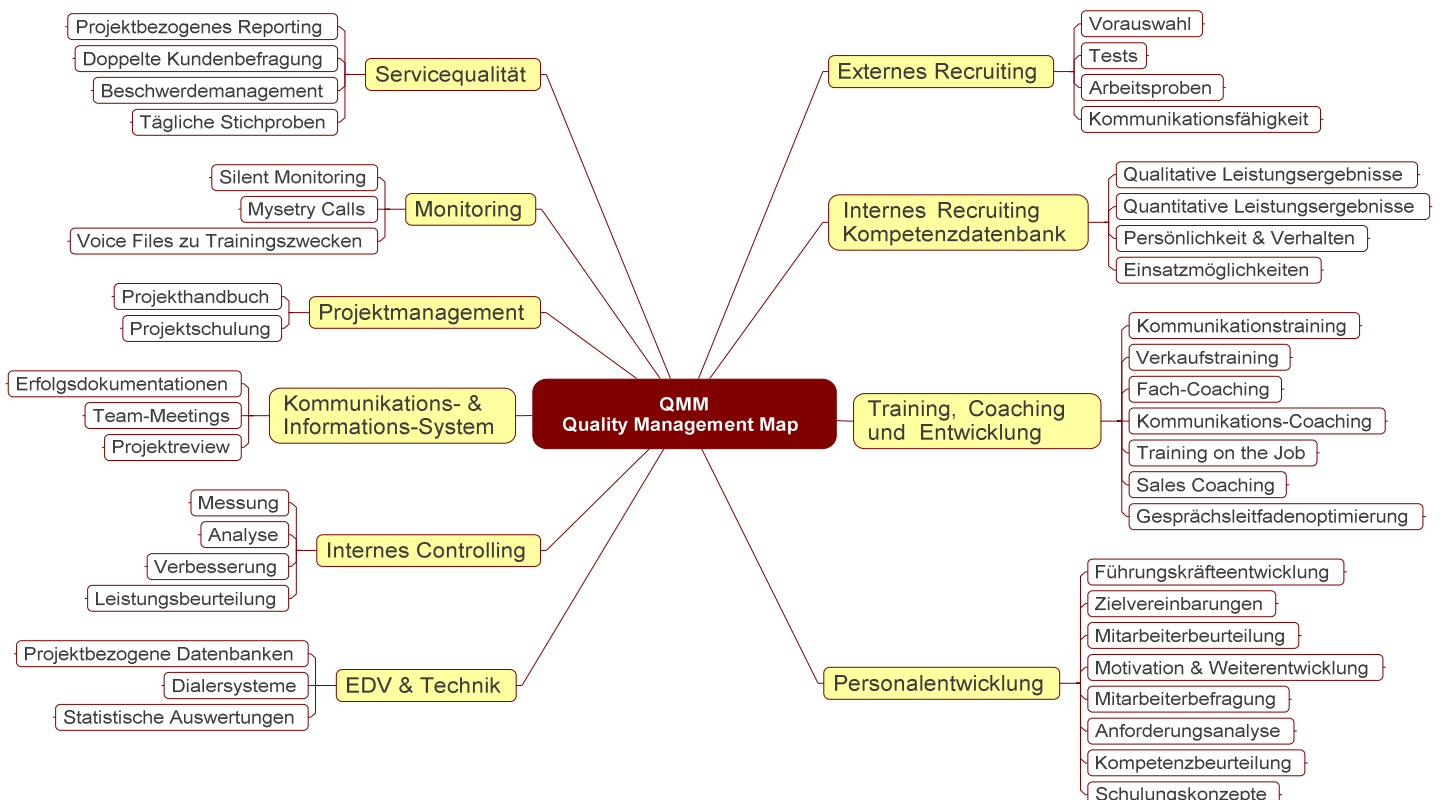 QMM
Quality Management Map
Servicequalität
Projektbezogenes Reporting
Doppelte Kundenbefragung
Beschwerdemanagement
Tägliche Stichproben
Monitoring
Silent Monitoring
Mysetry Calls
Voice Files zu Trainingszwecken
Projektmanagement
Projekthandbuch
Projektschulung
Kommunikations- &
Informations-System
Erfolgsdokumentationen
Team-Meetings
Projektreview
Internes Controlling
Messung
Analyse
Verbesserung
Leistungsbeurteilung
EDV & Technik
Projektbezogene Datenbanken
Dialersysteme
Statistische Auswertungen
Externes Recruiting
Vorauswahl
Tests
Arbeitsproben
Kommunikationsfähigkeit
Internes Recruiting
Kompetenzdatenbank
Qualitative Leistungsergebnisse
Quantitative Leistungsergebnisse
Persönlichkeit & Verhalten
Einsatzmöglichkeiten
Training, Coaching
und Entwicklung
Kommunikationstraining
Verkaufstraining
Fach-Coaching
Kommunikations-Coaching
Training on the Job
Sales Coaching
Gesprächsleitfadenoptimierung
Personalentwicklung
Führungskräfteentwicklung
Zielvereinbarungen
Mitarbeiterbeurteilung
Motivation & Weiterentwicklung
Mitarbeiterbefragung
Anforderungsanalyse
Kompetenzbeurteilung
Schulungskonzepte